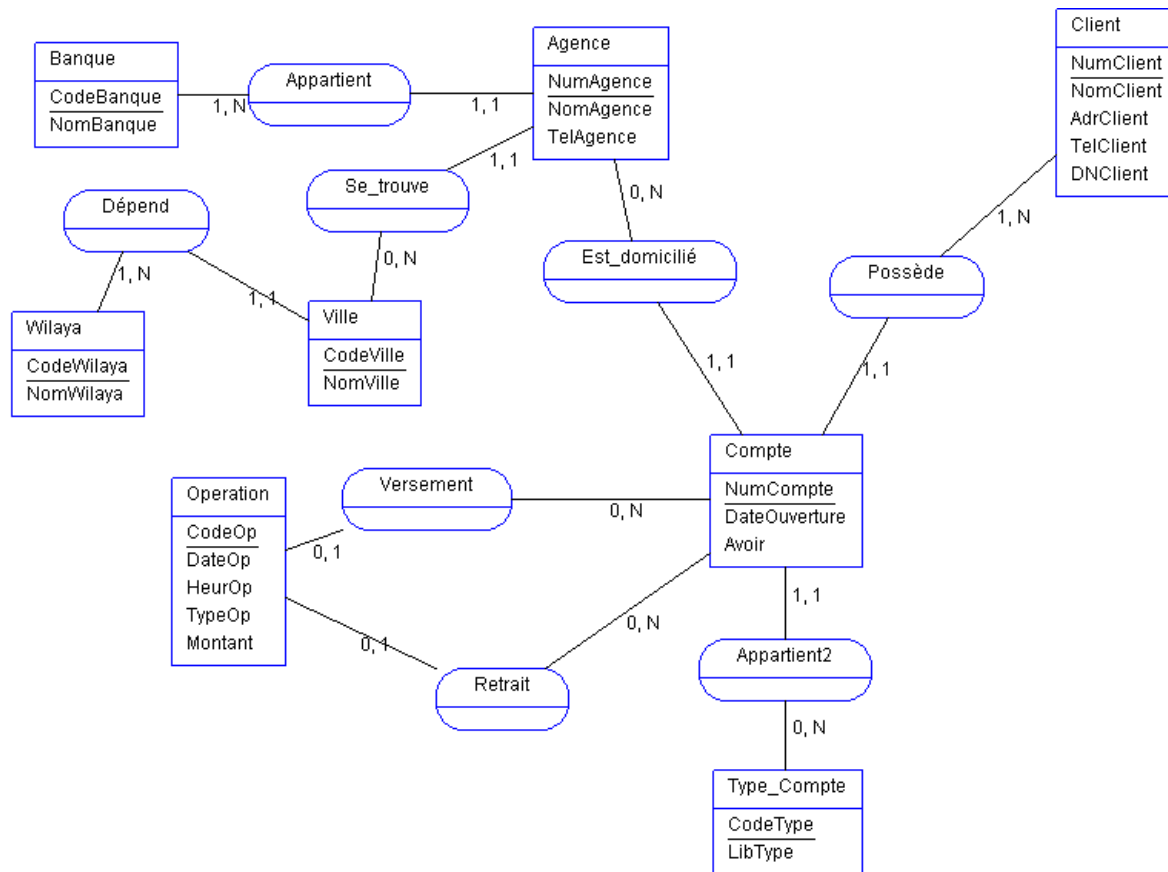 Banque
CodeBanque
NomBanque
1, N
Appartient
1, 1
Agence
NumAgence
NomAgence
TelAgence
Client
NumClient
NomClient
AdrClient
TelClient
DNClient
1, 1
Se_trouve
0, N
Dépend
1, N
1, 1
0, N
Est_domicilié
1, 1
1, N
Possède
1, 1
Wilaya
CodeWilaya
NomWilaya
Ville
CodeVille
NomVille
Compte
NumCompte
DateOuverture
Avoir
Operation
CodeOp
DateOp
HeurOp
TypeOp
Montant
Versement
0, N
0, 1
0, N
0, 1
Retrait
1, 1
Appartient2
0, N
Type_Compte
CodeType
LibType